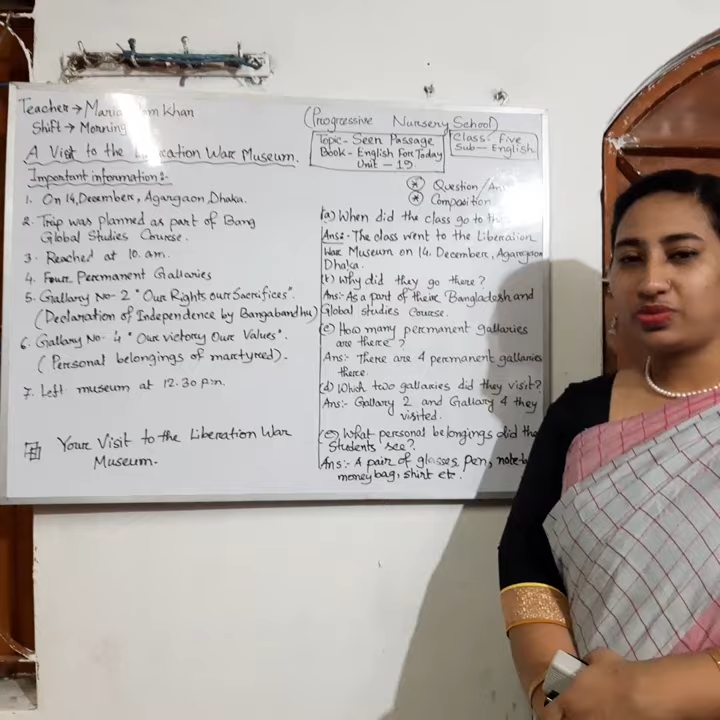 Teacher → Maria Khan
Shift → Morning
A Visit to the Liberation War Museum.
Important information :-
1. On 14, December, Agargaon, Dhaka.
2. Trip was planned as part of Bang
Global Studies Course.
3. Reached at 10. am.
4. Four Permanent Gallaries
5. Gallary No- 2 "Our Rights our Sacrifices".
(Declaration of Independence by Bangabandhu)
6. Gallary No- 4 "Our victory Our Values".
(Personal belongings of martyred).
7. Left museum at 12.30 p.m.
Your Visit to the Liberation War
Museum.
(Progressive Nursery School)
Topic- Seen Passage
Book- English For Today
Unit - 19
Class- Five
Sub- English
Question/Ans
Composition
(a) When did the class go to
Ans:- The class went to the Liberation
War Museum on 14. December, Agargaon
Dhaka.
(b) Why did they go there?
Ans:- As a part of their Bangladesh and
Global studies Course.
(c) How many permanent gallaries
are there?
Ans:- There are 4 permanent gallaries
there.
(d) Which two gallaries did they visit?
Ans:- Gallary 2 and Gallary 4 they
visited.
(e) What personal belongings did the
Students see?
Ans:- A pair of glasses, pen, note-b
money bag, shirt etc.